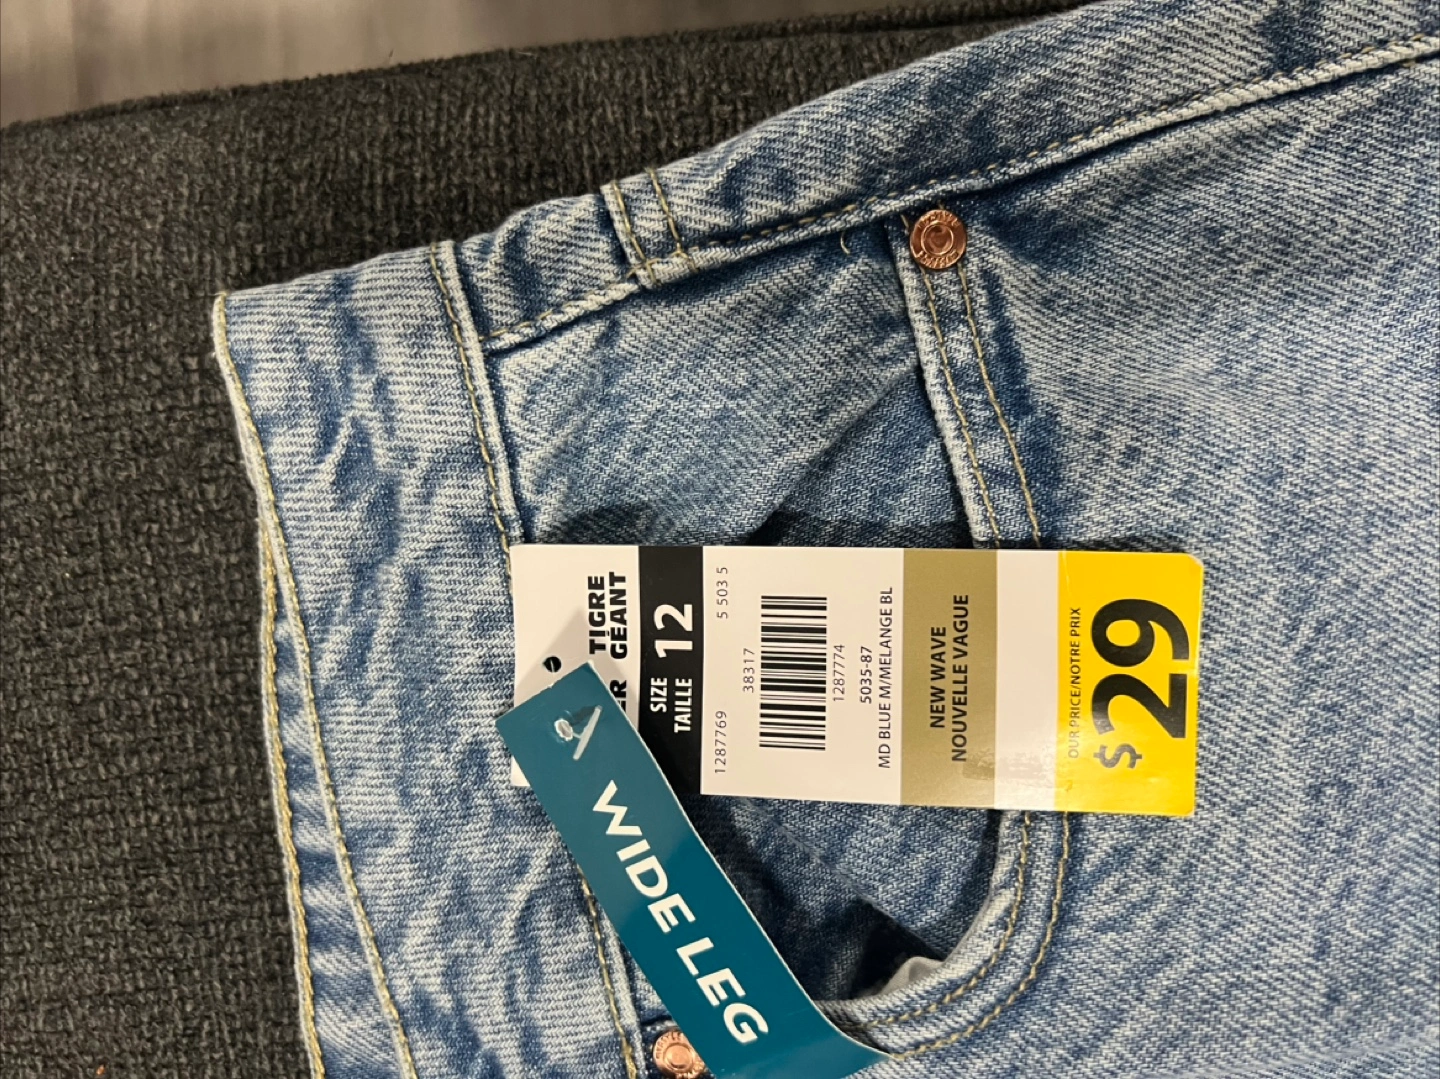 TIGRE
GÉANT
ER
SIZE
TAILLE 12
1287769 5 503 5
38317
1287774
5035-87
MD BLUE M/MELANGE BL
NEW WAVE
NOUVELLE VAGUE
OUR PRICE/NOTRE PRIX
$29
WIDE LEG